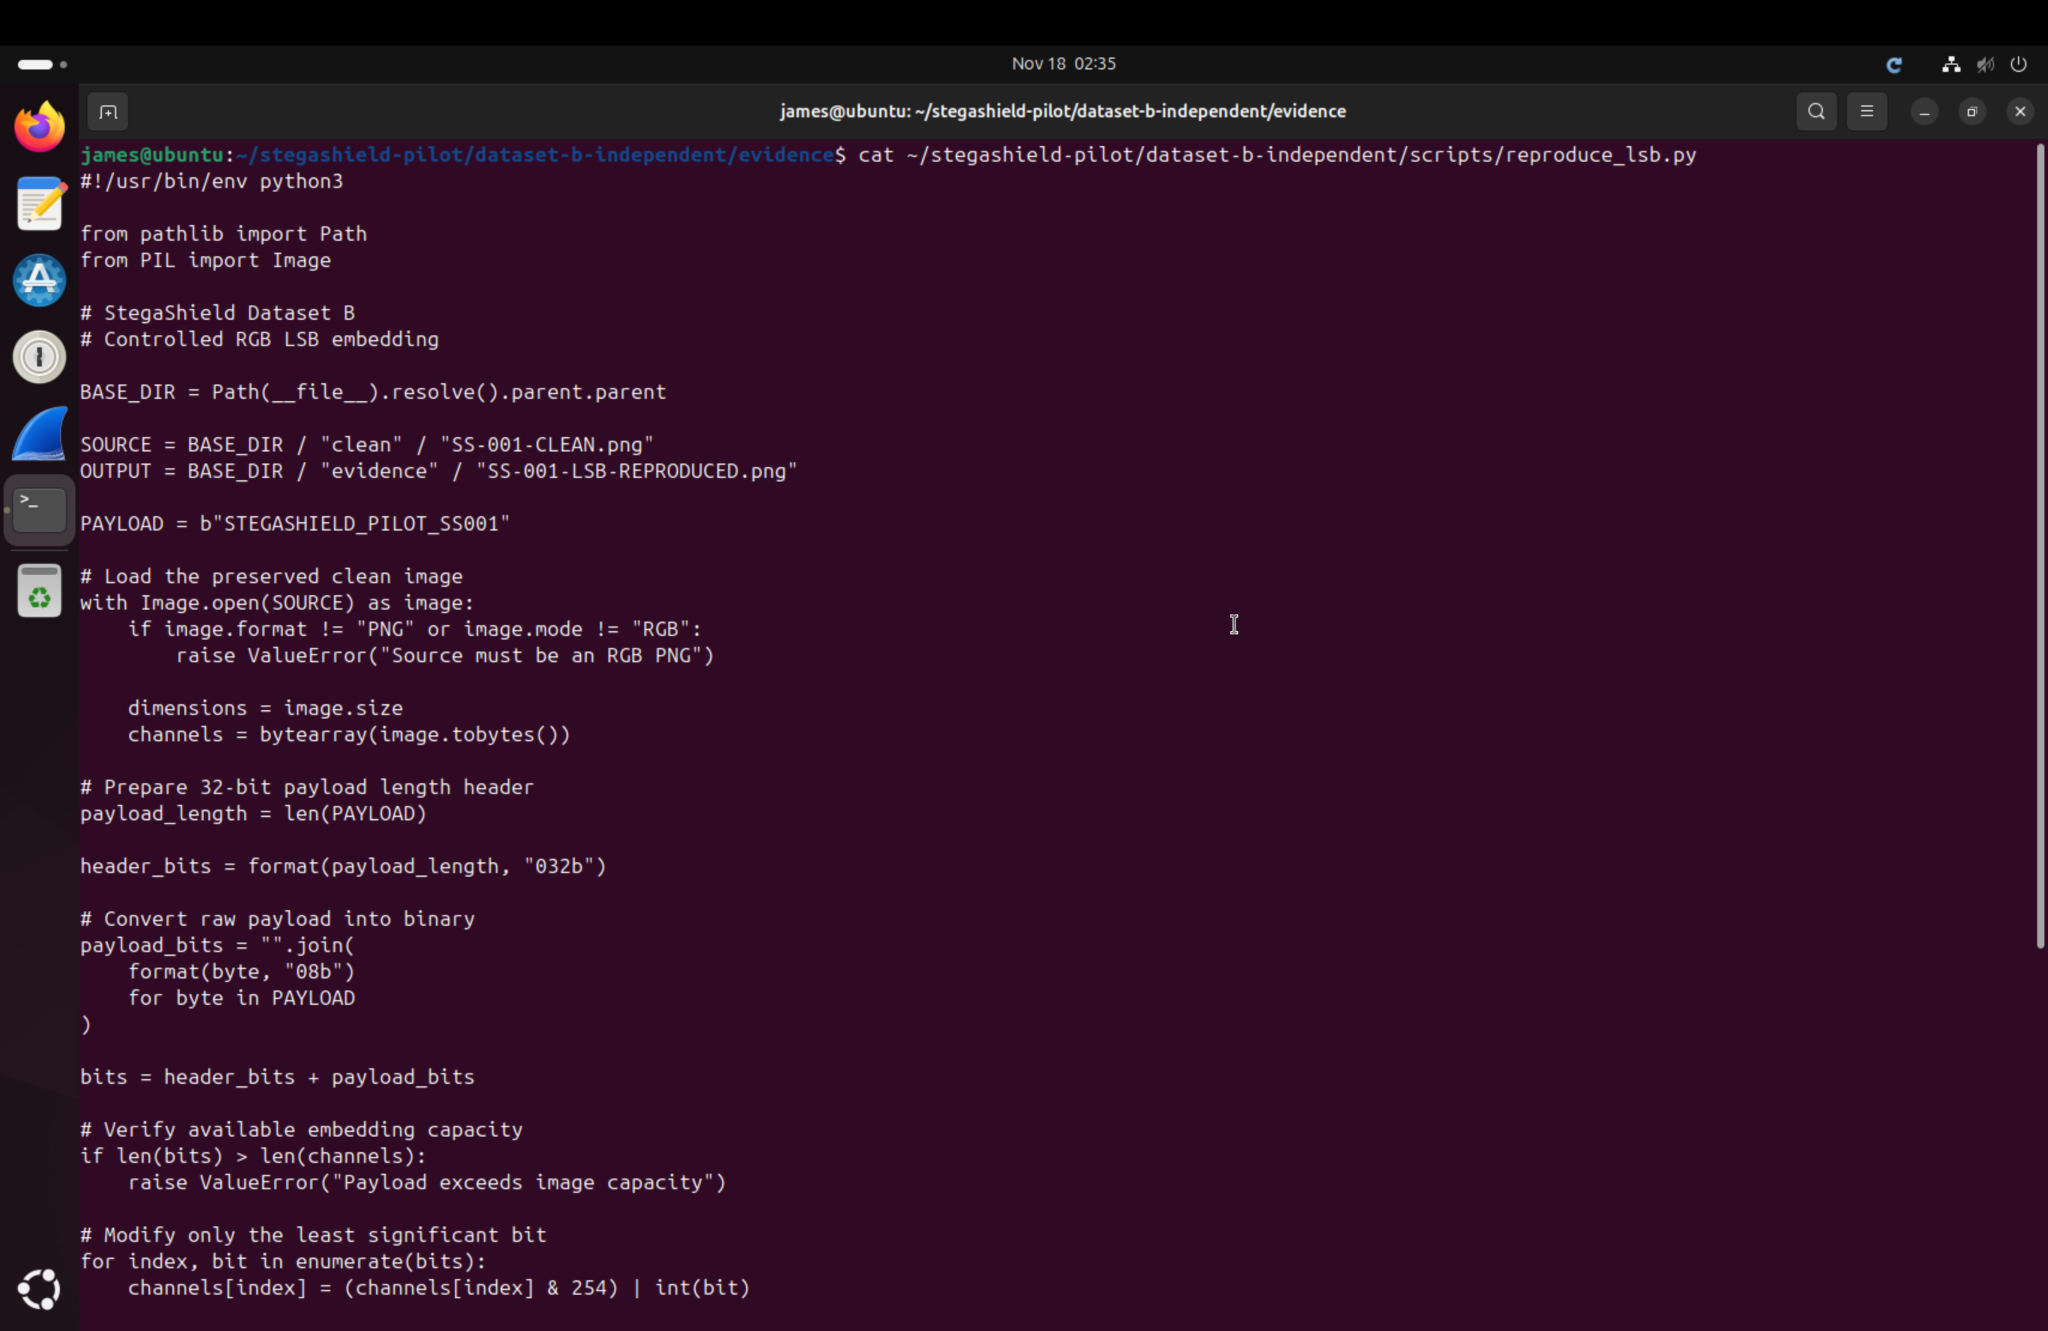 Nov 18 02:35
james@ubuntu: ~/stegashield-pilot/dataset-b-independent/evidence
james@ubuntu:~/stegashield-pilot/dataset-b-independent/evidence$ cat ~/stegashield-pilot/dataset-b-independent/scripts/reproduce_lsb.py
#!/usr/bin/env python3

from pathlib import Path
from PIL import Image

# StegaShield Dataset B
# Controlled RGB LSB embedding

BASE_DIR = Path(__file__).resolve().parent.parent

SOURCE = BASE_DIR / "clean" / "SS-001-CLEAN.png"
OUTPUT = BASE_DIR / "evidence" / "SS-001-LSB-REPRODUCED.png"

PAYLOAD = b"STEGASHIELD_PILOT_SS001"

# Load the preserved clean image
with Image.open(SOURCE) as image:
    if image.format != "PNG" or image.mode != "RGB":
        raise ValueError("Source must be an RGB PNG")

    dimensions = image.size
    channels = bytearray(image.tobytes())

# Prepare 32-bit payload length header
payload_length = len(PAYLOAD)

header_bits = format(payload_length, "032b")

# Convert raw payload into binary
payload_bits = "".join(
    format(byte, "08b")
    for byte in PAYLOAD
)

bits = header_bits + payload_bits

# Verify available embedding capacity
if len(bits) > len(channels):
    raise ValueError("Payload exceeds image capacity")

# Modify only the least significant bit
for index, bit in enumerate(bits):
    channels[index] = (channels[index] & 254) | int(bit)